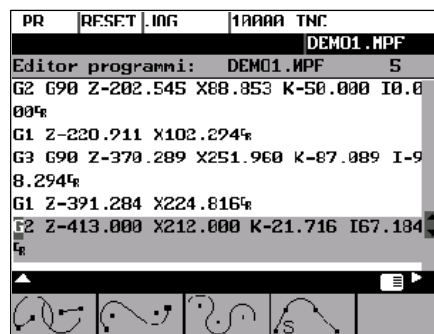 PR RESET JOG 10000 INC
DEMO1.MPF
Editor programmi: DEMO1.MPF 5
G2 G90 Z-202.545 X88.853 K-50.000 I0.0
00
G1 Z-220.911 X102.294
G3 G90 Z-370.289 X251.960 K-87.089 I-9
8.294
G1 Z-391.284 X224.816
G2 Z-413.000 X212.000 K-21.716 I67.184
S